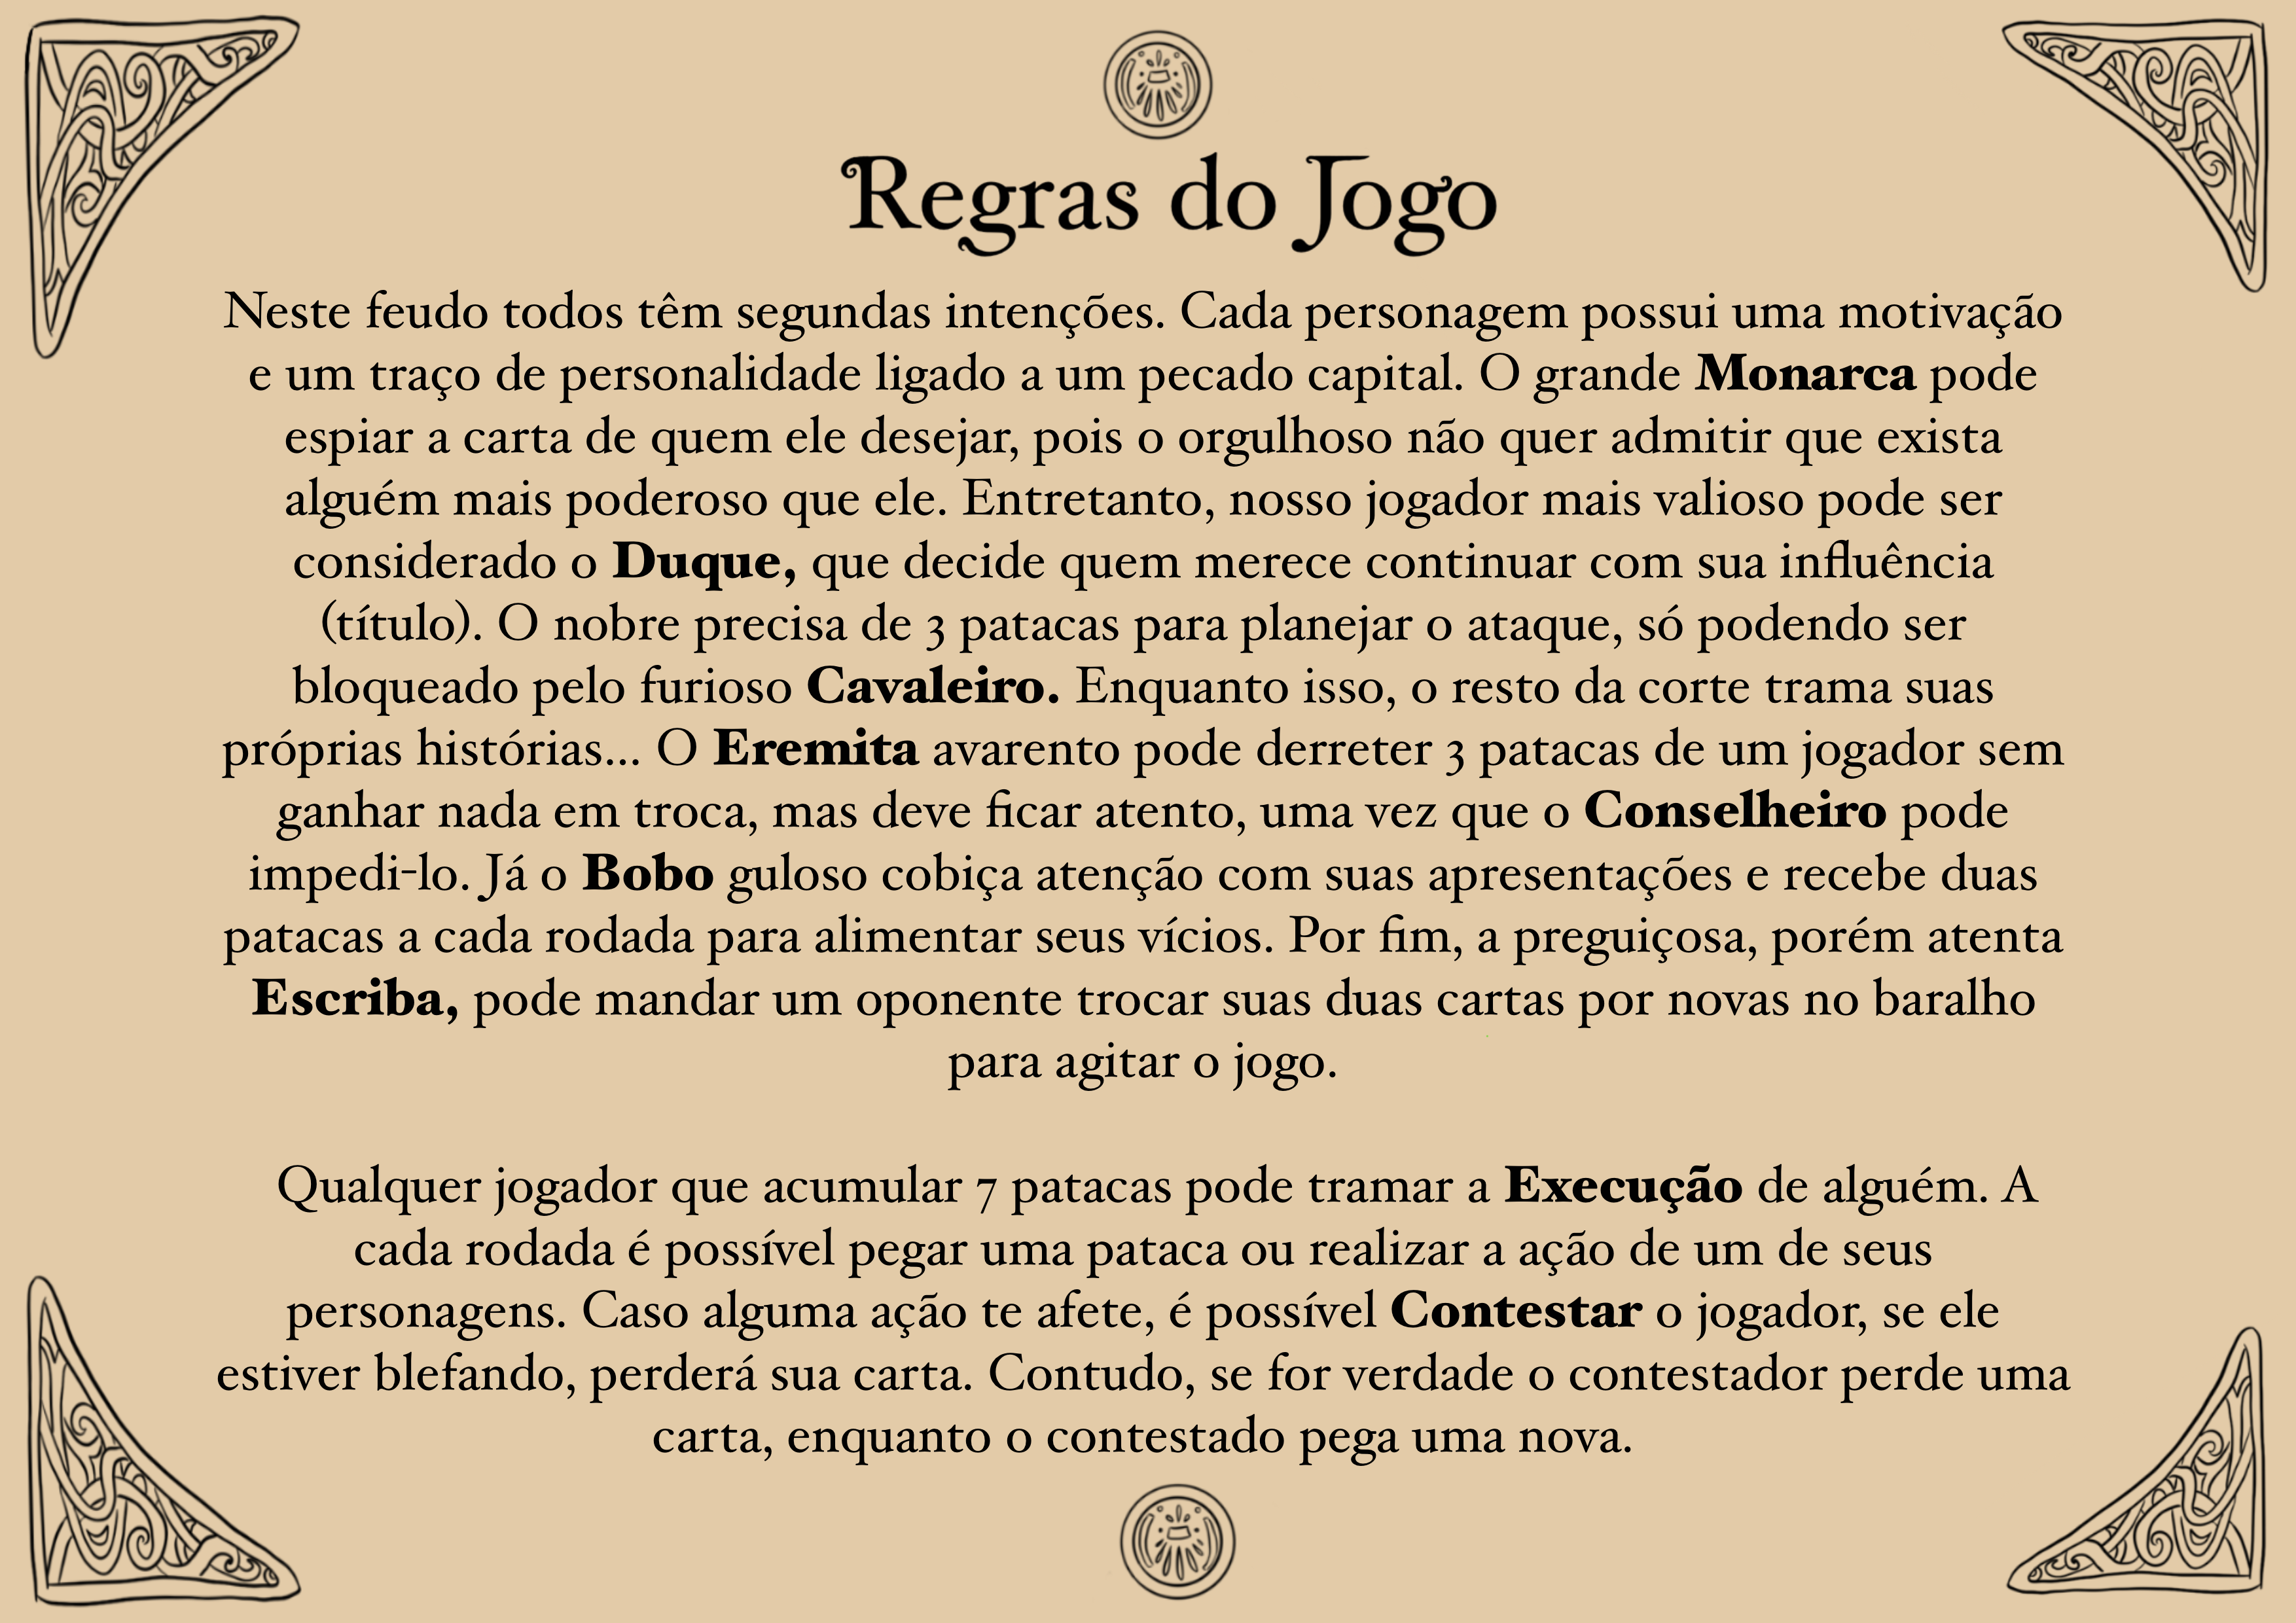 Regras do Jogo
Neste feudo todos têm segundas intenções. Cada personagem possui uma motivação
e um traço de personalidade ligado a um pecado capital. O grande Monarca pode
espiar a carta de quem ele desejar, pois o orgulhoso não quer admitir que exista
alguém mais poderoso que ele. Entretanto, nosso jogador mais valioso pode ser
considerado o Duque, que decide quem merece continuar com sua influência
(título). O nobre precisa de 3 patacas para planejar o ataque, só podendo ser
bloqueado pelo furioso Cavaleiro. Enquanto isso, o resto da corte trama suas
próprias histórias... O Eremita avarento pode derreter 3 patacas de um jogador sem
ganhar nada em troca, mas deve ficar atento, uma vez que o Conselheiro pode
impedi-lo. Já o Bobo guloso cobiça atenção com suas apresentações e recebe duas
patacas a cada rodada para alimentar seus vícios. Por fim, a preguiçosa, porém atenta
Escriba, pode mandar um oponente trocar suas duas cartas por novas no baralho
para agitar o jogo.
Qualquer jogador que acumular 7 patacas pode tramar a Execução de alguém. A
cada rodada é possível pegar uma pataca ou realizar a ação de um de seus
personagens. Caso alguma ação te afete, é possível Contestar o jogador, se ele
estiver blefando, perderá sua carta. Contudo, se for verdade o contestador perde uma
carta, enquanto o contestado pega uma nova.